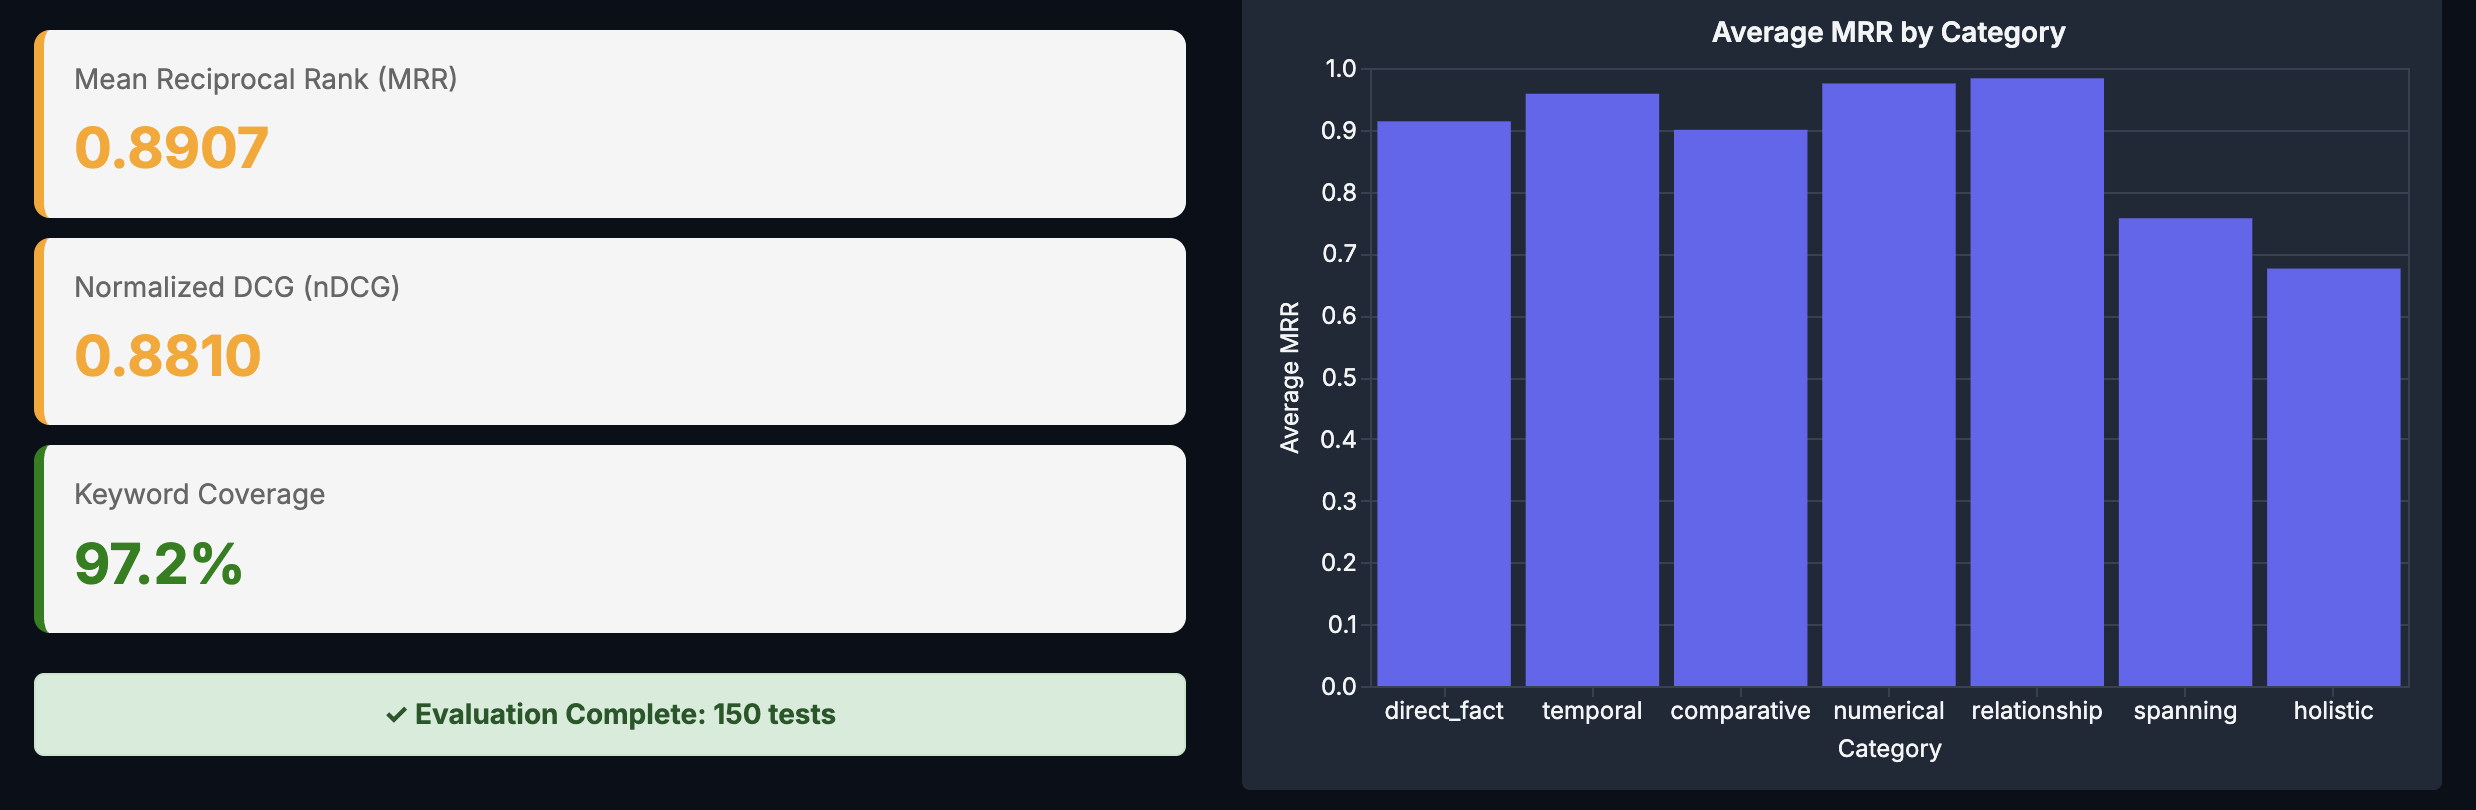 Mean Reciprocal Rank (MRR)
0.8907
Normalized DCG (nDCG)
0.8810
Keyword Coverage
97.2%
✓ Evaluation Complete: 150 tests
Average MRR by Category
1.0
0.9
0.8
0.7
0.6
0.5
0.4
0.3
0.2
0.1
0.0
Average MRR
direct_fact temporal comparative numerical relationship spanning holistic
Category